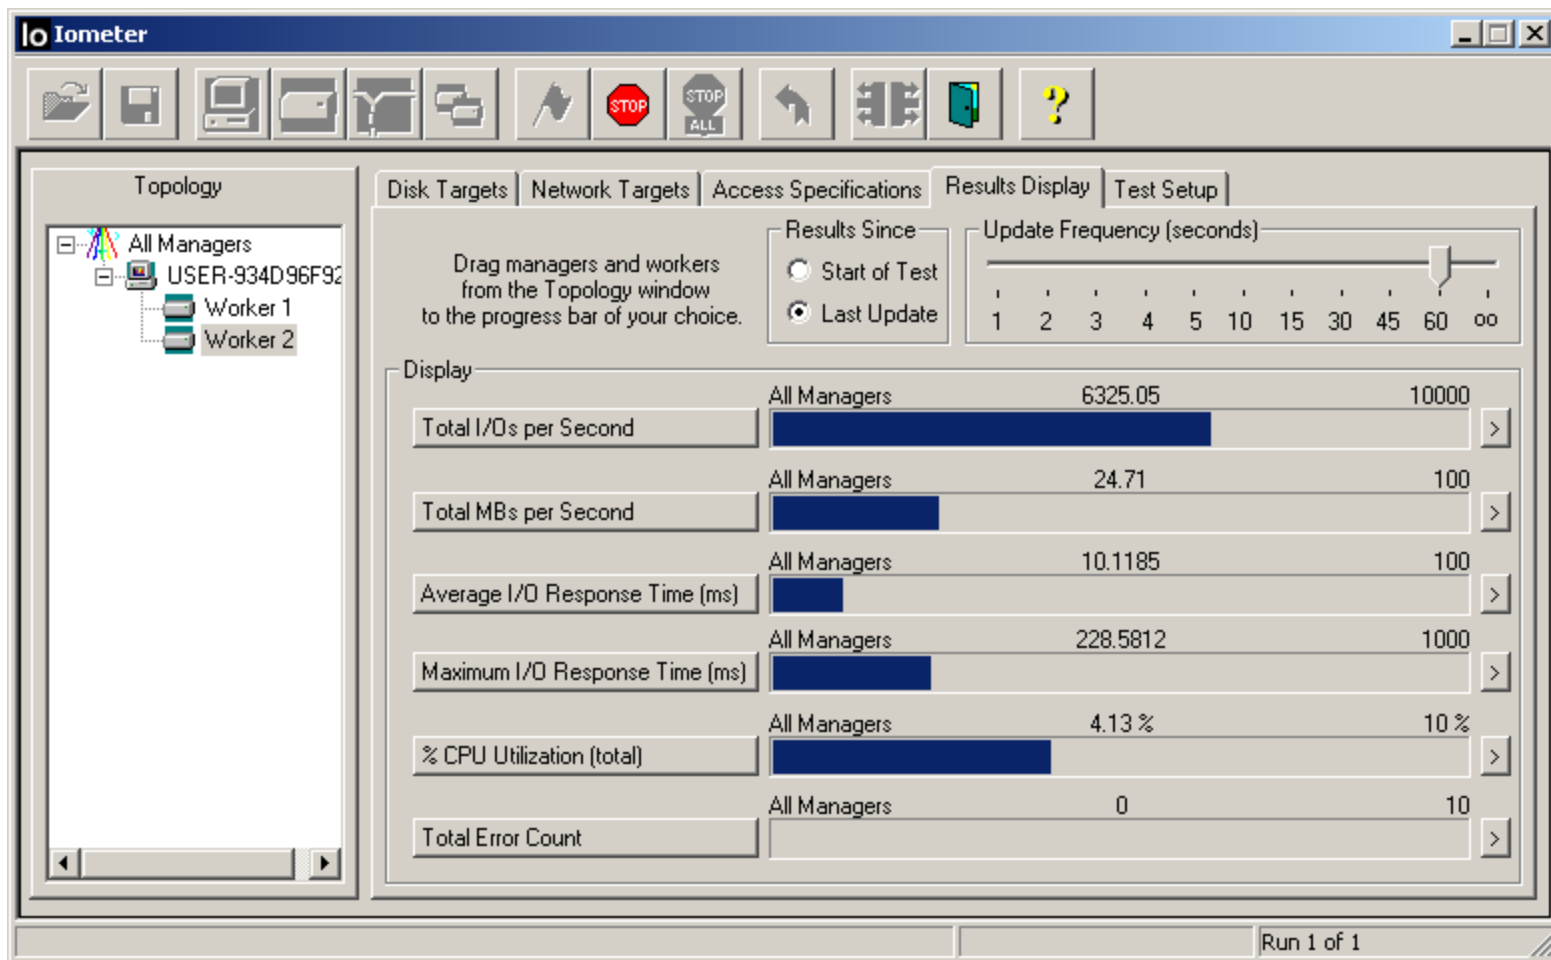 Io Iometer
STOP STOP ALL ?
Topology
All Managers
USER-934D96F92
Worker 1
Worker 2
Disk Targets Network Targets Access Specifications Results Display Test Setup
Drag managers and workers
from the Topology window
to the progress bar of your choice.
Results Since
Start of Test
Last Update
Update Frequency (seconds)
1 2 3 4 5 10 15 30 45 60 oo
Display
All Managers 6325.05 10000
Total I/Os per Second >
All Managers 24.71 100
Total MBs per Second >
All Managers 10.1185 100
Average I/O Response Time (ms) >
All Managers 228.5812 1000
Maximum I/O Response Time (ms) >
All Managers 4.13 % 10 %
% CPU Utilization (total) >
All Managers 0 10
Total Error Count >
Run 1 of 1